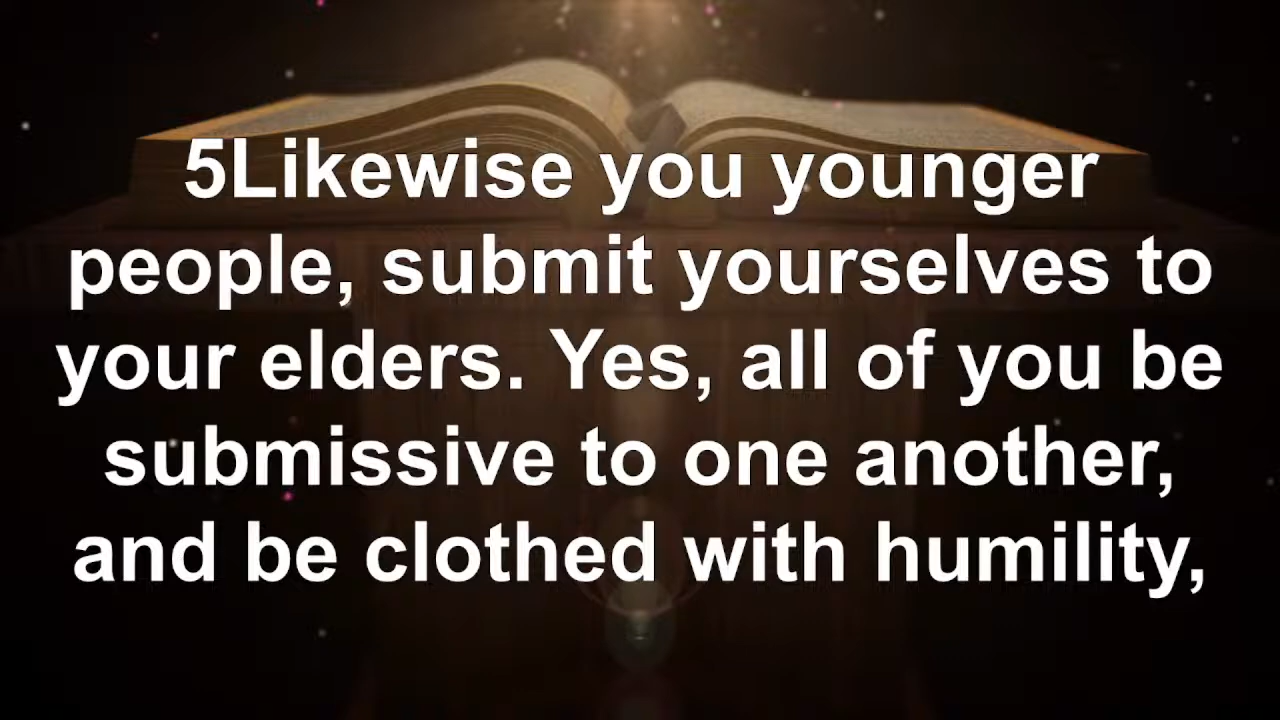 5Likewise you younger
people, submit yourselves to
your elders. Yes, all of you be
submissive to one another,
and be clothed with humility,